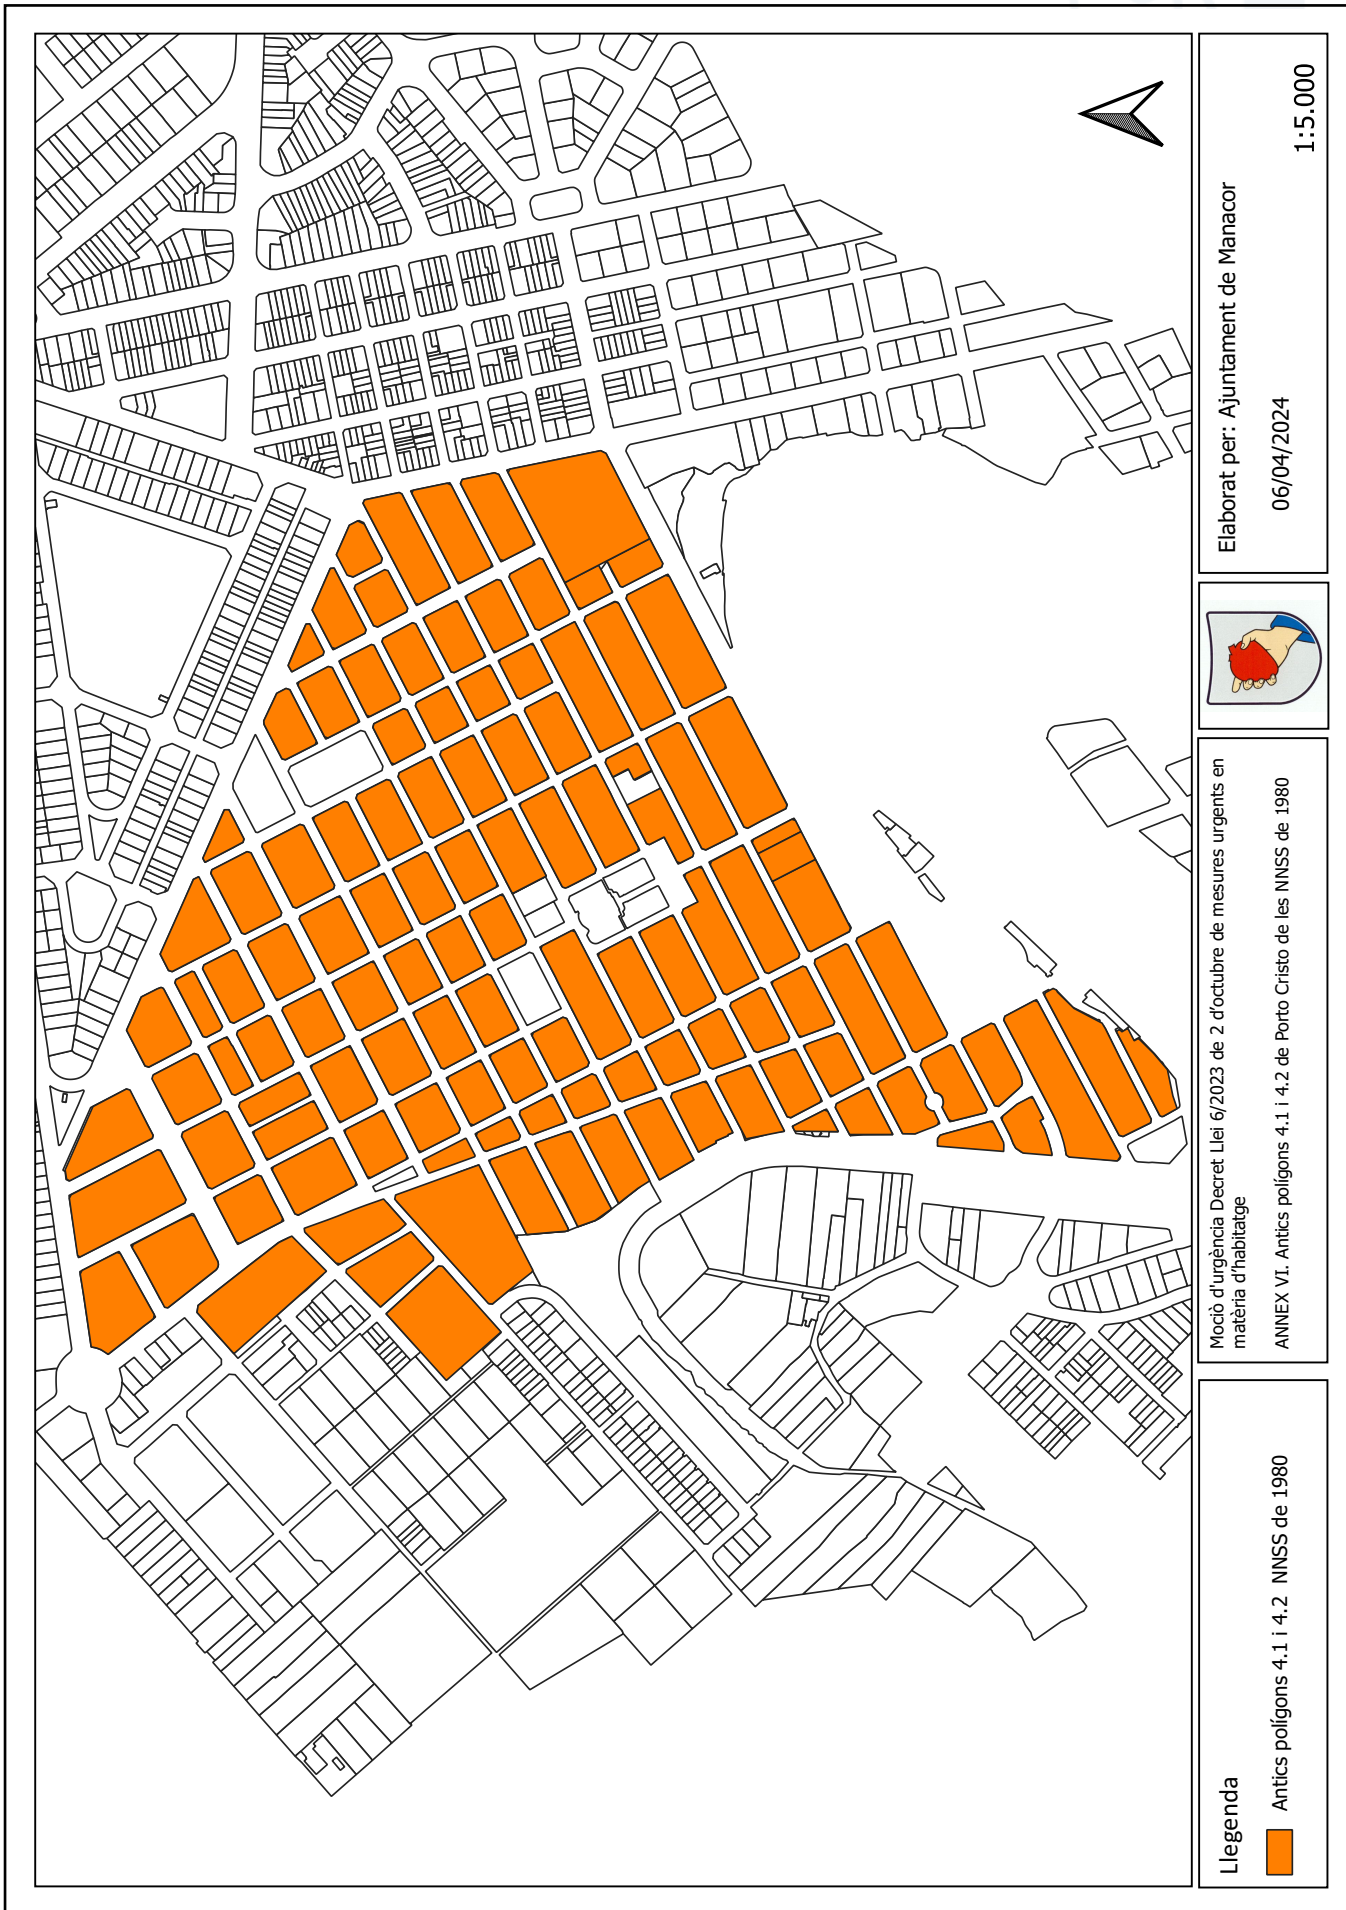 Llegenda
Antics polígons 4.1 i 4.2 NNSS de 1980
Moció d'urgència Decret Llei 6/2023 de 2 d'octubre de mesures urgents en
matèria d'habitatge
ANNEX VI. Antics polígons 4.1 i 4.2 de Porto Cristo de les NNSS de 1980
Elaborat per: Ajuntament de Manacor
06/04/2024
1:5.000